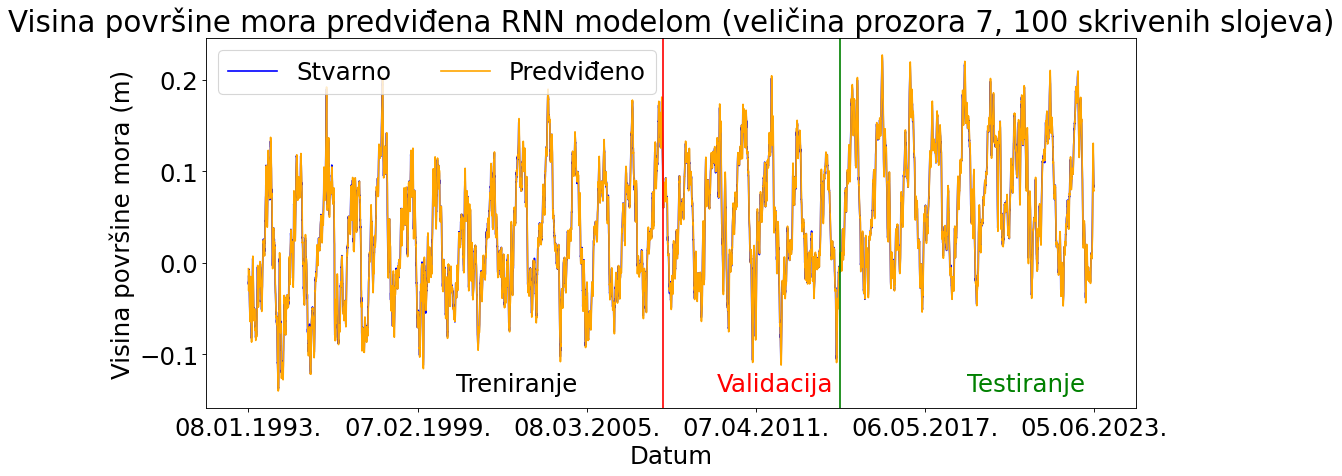 Visina površine mora predviđena RNN modelom (veličina prozora 7, 100 skrivenih slojeva)
Stvarno Predviđeno
Visina površine mora (m)
0.2
0.1
0.0
−0.1
Treniranje Validacija Testiranje
08.01.1993. 07.02.1999. 08.03.2005. 07.04.2011. 06.05.2017. 05.06.2023.
Datum